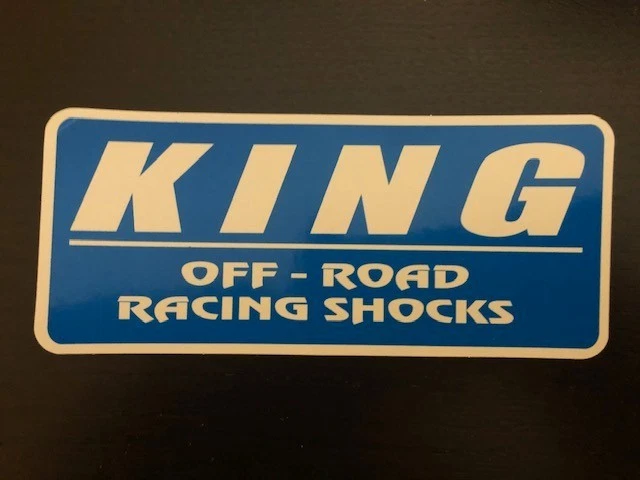 KING
OFF - ROAD
RACING SHOCKS